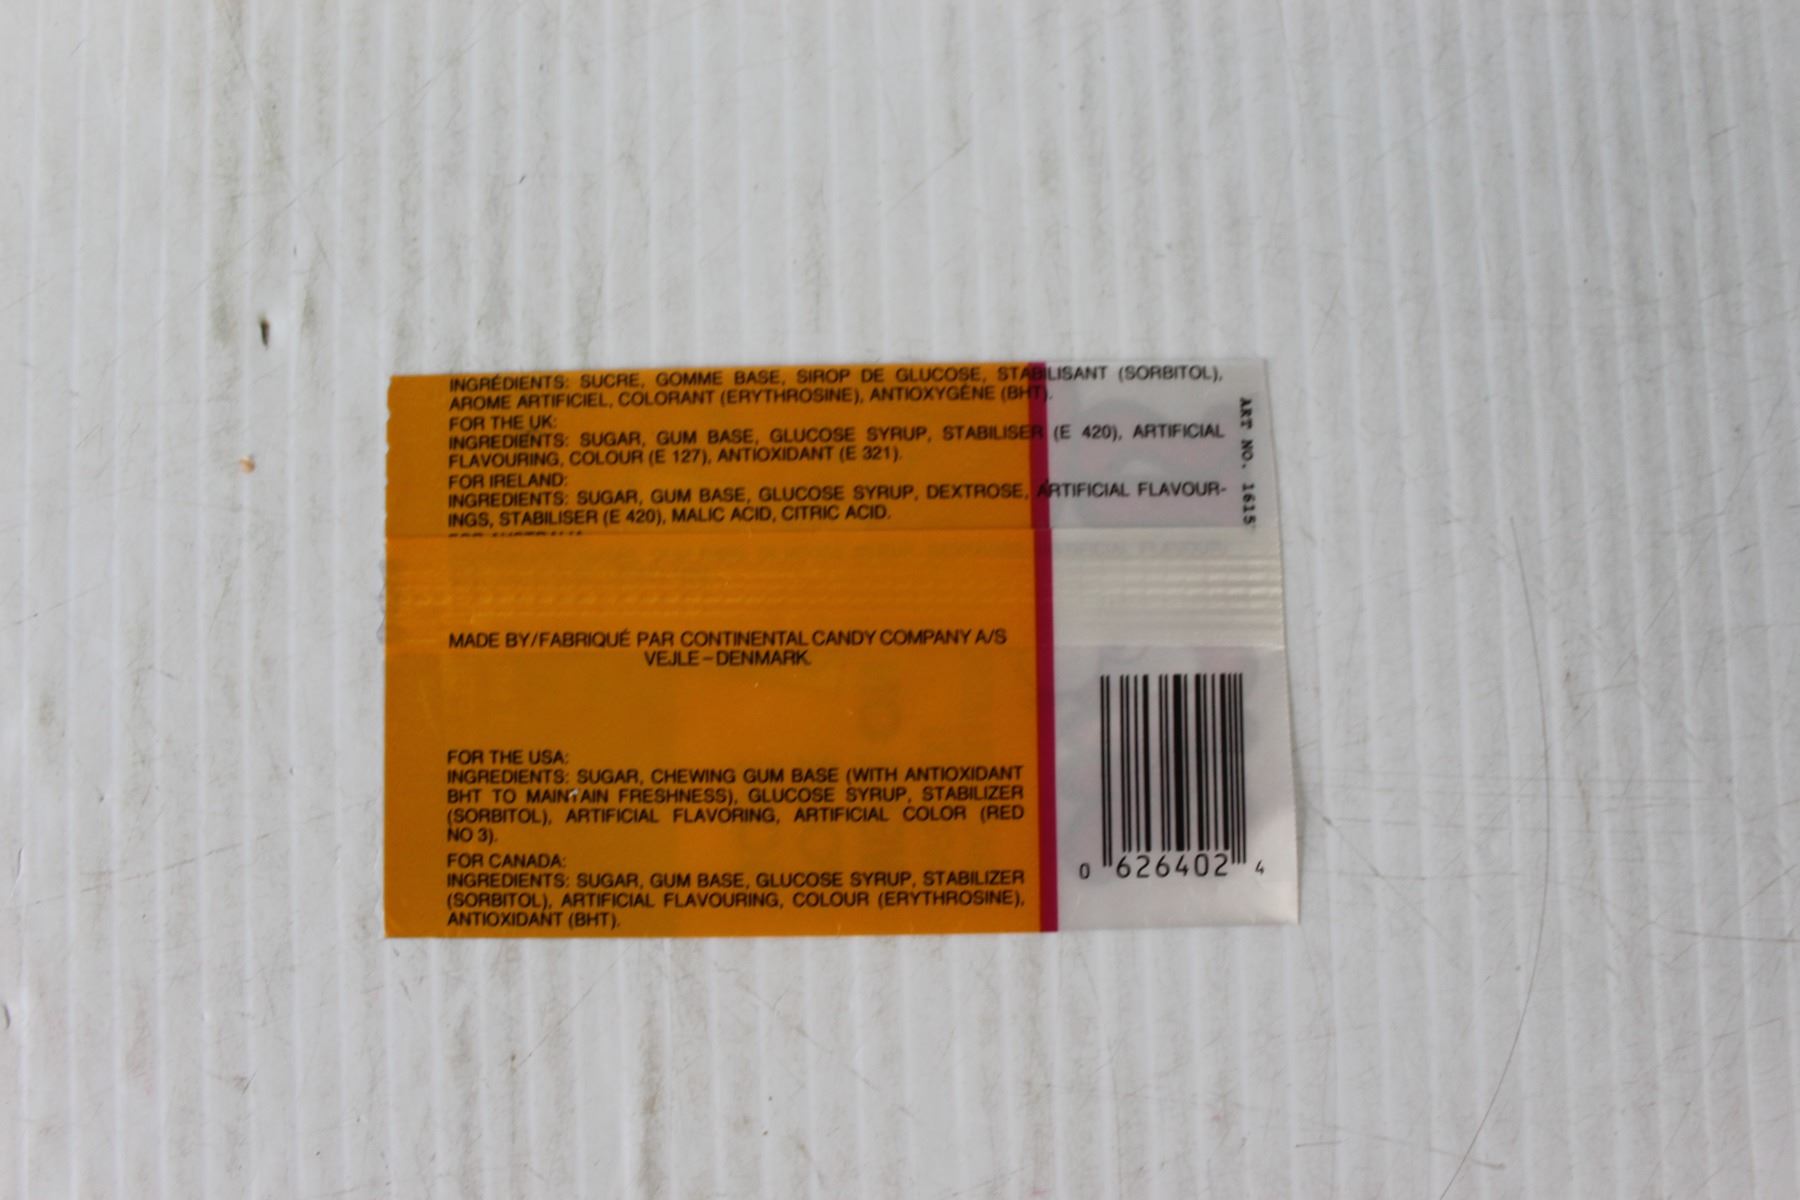 INGRÉDIENTS: SUCRE, GOMME BASE, SIROP DE GLUCOSE, STABILISANT (SORBITOL),
AROME ARTIFICIEL, COLORANT (ERYTHROSINE), ANTIOXYGÈNE (BHT).
FOR THE UK:
INGREDIENTS: SUGAR, GUM BASE, GLUCOSE SYRUP, STABILISER (E 420), ARTIFICIAL
FLAVOURING, COLOUR (E 127), ANTIOXIDANT (E 321).
FOR IRELAND:
INGREDIENTS: SUGAR, GUM BASE, GLUCOSE SYRUP, DEXTROSE, ARTIFICIAL FLAVOUR-
INGS, STABILISER (E 420), MALIC ACID, CITRIC ACID.
FOR AUSTRALIA
ART NO. 1615
MADE BY/FABRIQUÉ PAR CONTINENTAL CANDY COMPANY A/S
VEJLE–DENMARK
FOR THE USA:
INGREDIENTS: SUGAR, CHEWING GUM BASE (WITH ANTIOXIDANT
BHT TO MAINTAIN FRESHNESS), GLUCOSE SYRUP, STABILIZER
(SORBITOL), ARTIFICIAL FLAVORING, ARTIFICIAL COLOR (RED
NO 3).
FOR CANADA:
INGREDIENTS: SUGAR, GUM BASE, GLUCOSE SYRUP, STABILIZER
(SORBITOL), ARTIFICIAL FLAVOURING, COLOUR (ERYTHROSINE),
ANTIOXIDANT (BHT).
0 626402 4